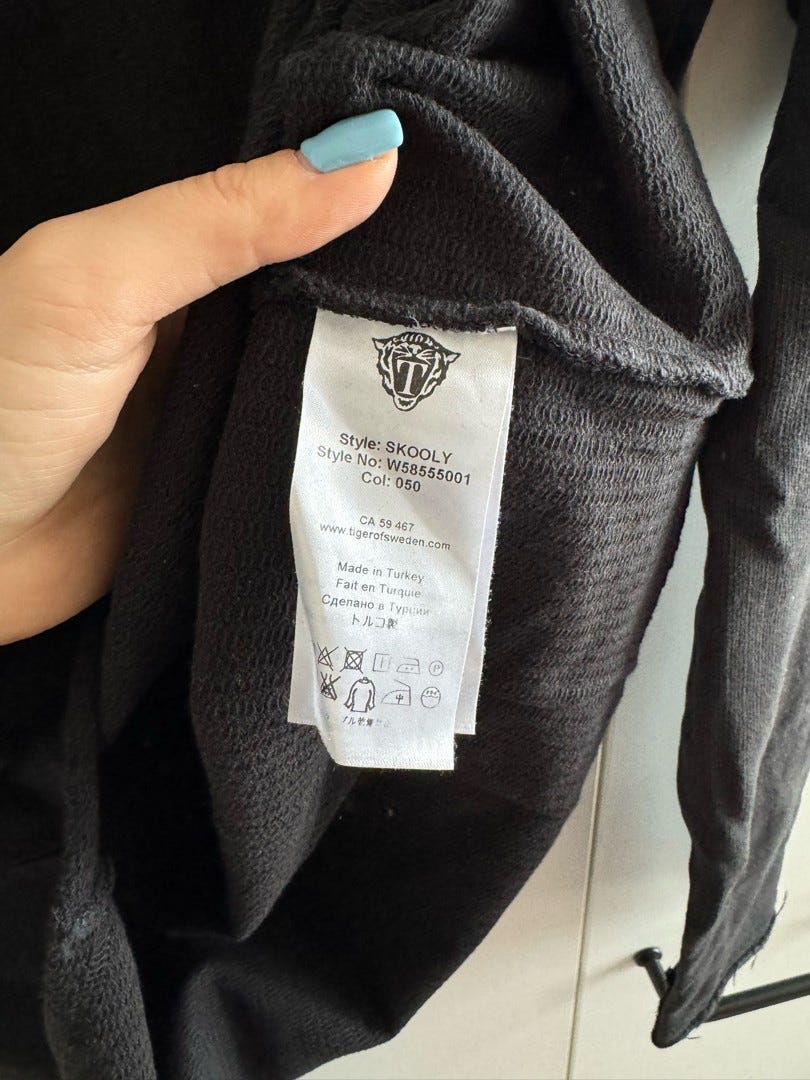 T
Style: SKOOLY
Style No: W58555001
Col: 050
CA 59 467
www.tigerofsweden.com
Made in Turkey
Fait en Turquie
Сделано в Турции
トルコ製
P
中